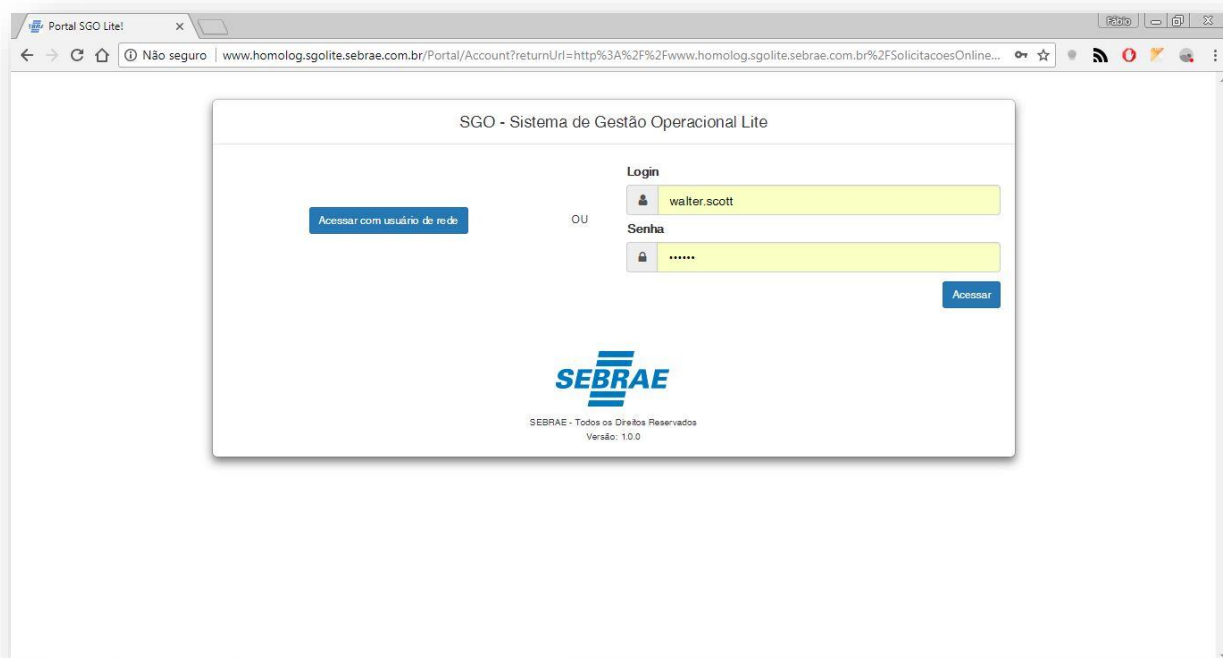 Portal SGO Lite!
Fábio
Não seguro
www.homolog.sgolite.sebrae.com.br/Portal/Account?returnUrl=http%3A%2F%2Fwww.homolog.sgolite.sebrae.com.br%2FSolicitacoesOnline...
SGO - Sistema de Gestão Operacional Lite
Login
walter.scott
Acessar com usuário de rede
OU
Senha
••••••
Acessar
SEBRAE
SEBRAE - Todos os Direitos Reservados
Versão: 1.0.0